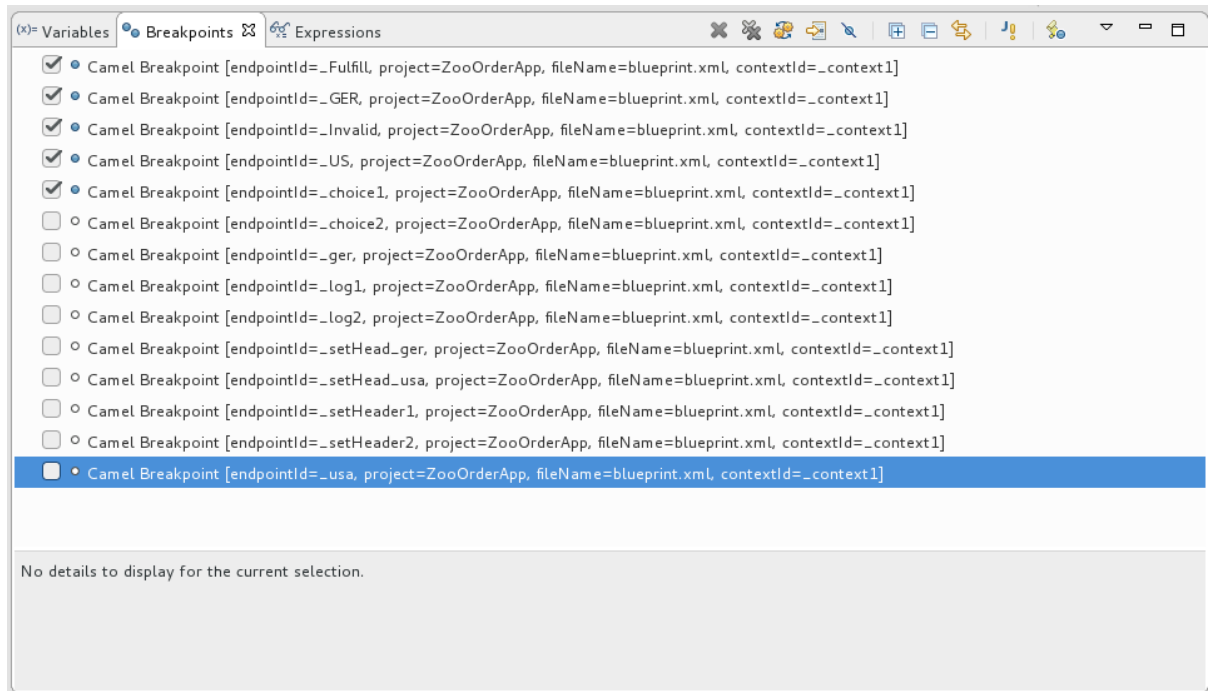 (x)= Variables Breakpoints Expressions
Camel Breakpoint [endpointId=_Fulfill, project=ZooOrderApp, fileName=blueprint.xml, contextId=_context1]
Camel Breakpoint [endpointId=_GER, project=ZooOrderApp, fileName=blueprint.xml, contextId=_context1]
Camel Breakpoint [endpointId=_Invalid, project=ZooOrderApp, fileName=blueprint.xml, contextId=_context1]
Camel Breakpoint [endpointId=_US, project=ZooOrderApp, fileName=blueprint.xml, contextId=_context1]
Camel Breakpoint [endpointId=_choice1, project=ZooOrderApp, fileName=blueprint.xml, contextId=_context1]
Camel Breakpoint [endpointId=_choice2, project=ZooOrderApp, fileName=blueprint.xml, contextId=_context1]
Camel Breakpoint [endpointId=_ger, project=ZooOrderApp, fileName=blueprint.xml, contextId=_context1]
Camel Breakpoint [endpointId=_log1, project=ZooOrderApp, fileName=blueprint.xml, contextId=_context1]
Camel Breakpoint [endpointId=_log2, project=ZooOrderApp, fileName=blueprint.xml, contextId=_context1]
Camel Breakpoint [endpointId=_setHead_ger, project=ZooOrderApp, fileName=blueprint.xml, contextId=_context1]
Camel Breakpoint [endpointId=_setHead_usa, project=ZooOrderApp, fileName=blueprint.xml, contextId=_context1]
Camel Breakpoint [endpointId=_setHeader1, project=ZooOrderApp, fileName=blueprint.xml, contextId=_context1]
Camel Breakpoint [endpointId=_setHeader2, project=ZooOrderApp, fileName=blueprint.xml, contextId=_context1]
Camel Breakpoint [endpointId=_usa, project=ZooOrderApp, fileName=blueprint.xml, contextId=_context1]
No details to display for the current selection.